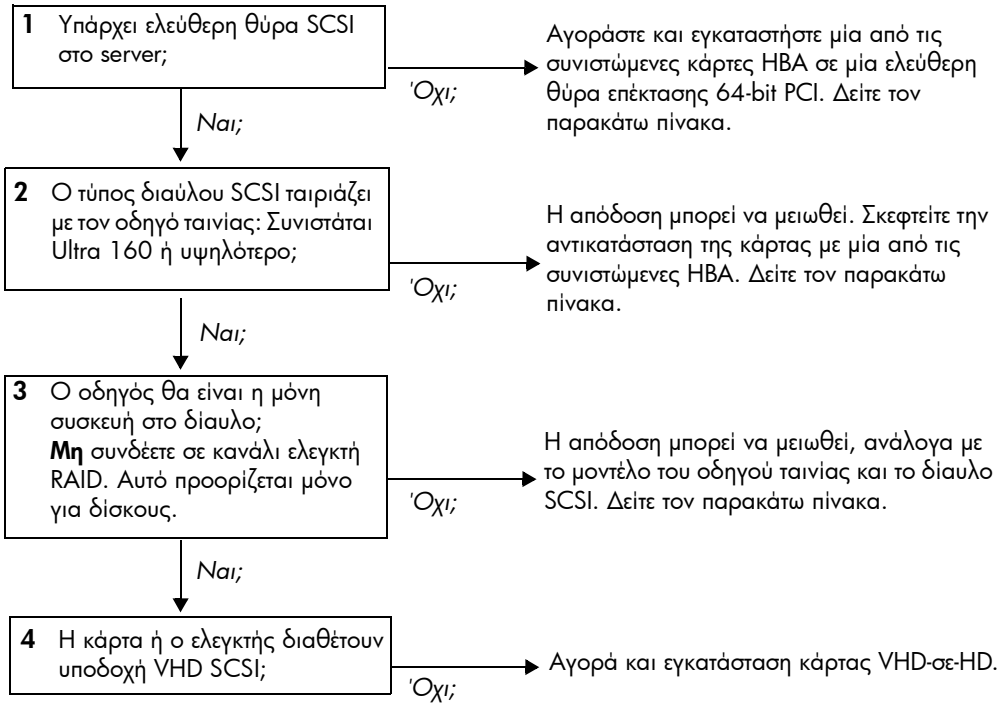 1 Υπάρχει ελεύθερη θύρα SCSI
στο server;
Αγοράστε και εγκαταστήστε μία από τις
συνιστώμενες κάρτες HBA σε μία ελεύθερη
θύρα επέκτασης 64-bit PCI. Δείτε τον
παρακάτω πίνακα.
Όχι;
Ναι;
2 Ο τύπος διαύλου SCSI ταιριάζει
με τον οδηγό ταινίας: Συνιστάται
Ultra 160 ή υψηλότερο;
Η απόδοση μπορεί να μειωθεί. Σκεφτείτε την
αντικατάσταση της κάρτας με μία από τις
συνιστώμενες HBA. Δείτε τον παρακάτω
πίνακα.
Όχι;
Ναι;
3 Ο οδηγός θα είναι η μόνη
συσκευή στο δίαυλο;
Μη συνδέετε σε κανάλι ελεγκτή
RAID. Αυτό προορίζεται μόνο
για δίσκους.
Η απόδοση μπορεί να μειωθεί, ανάλογα με
το μοντέλο του οδηγού ταινίας και το δίαυλο
SCSI. Δείτε τον παρακάτω πίνακα.
Όχι;
Ναι;
4 Η κάρτα ή ο ελεγκτής διαθέτουν
υποδοχή VHD SCSI;
Αγορά και εγκατάσταση κάρτας VHD-σε-HD.
Όχι;